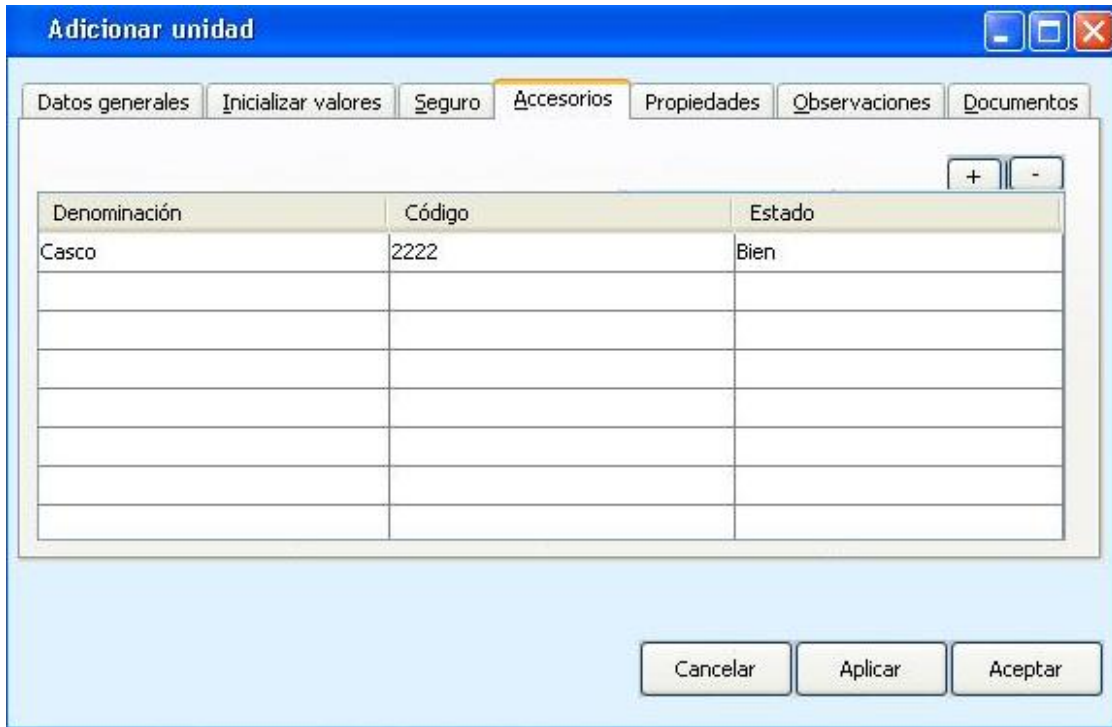 Adicionar unidad
Datos generales Inicializar valores Seguro Accesorios Propiedades Observaciones Documentos
+ -
Denominación Código Estado
Casco 2222 Bien
Cancelar Aplicar Aceptar